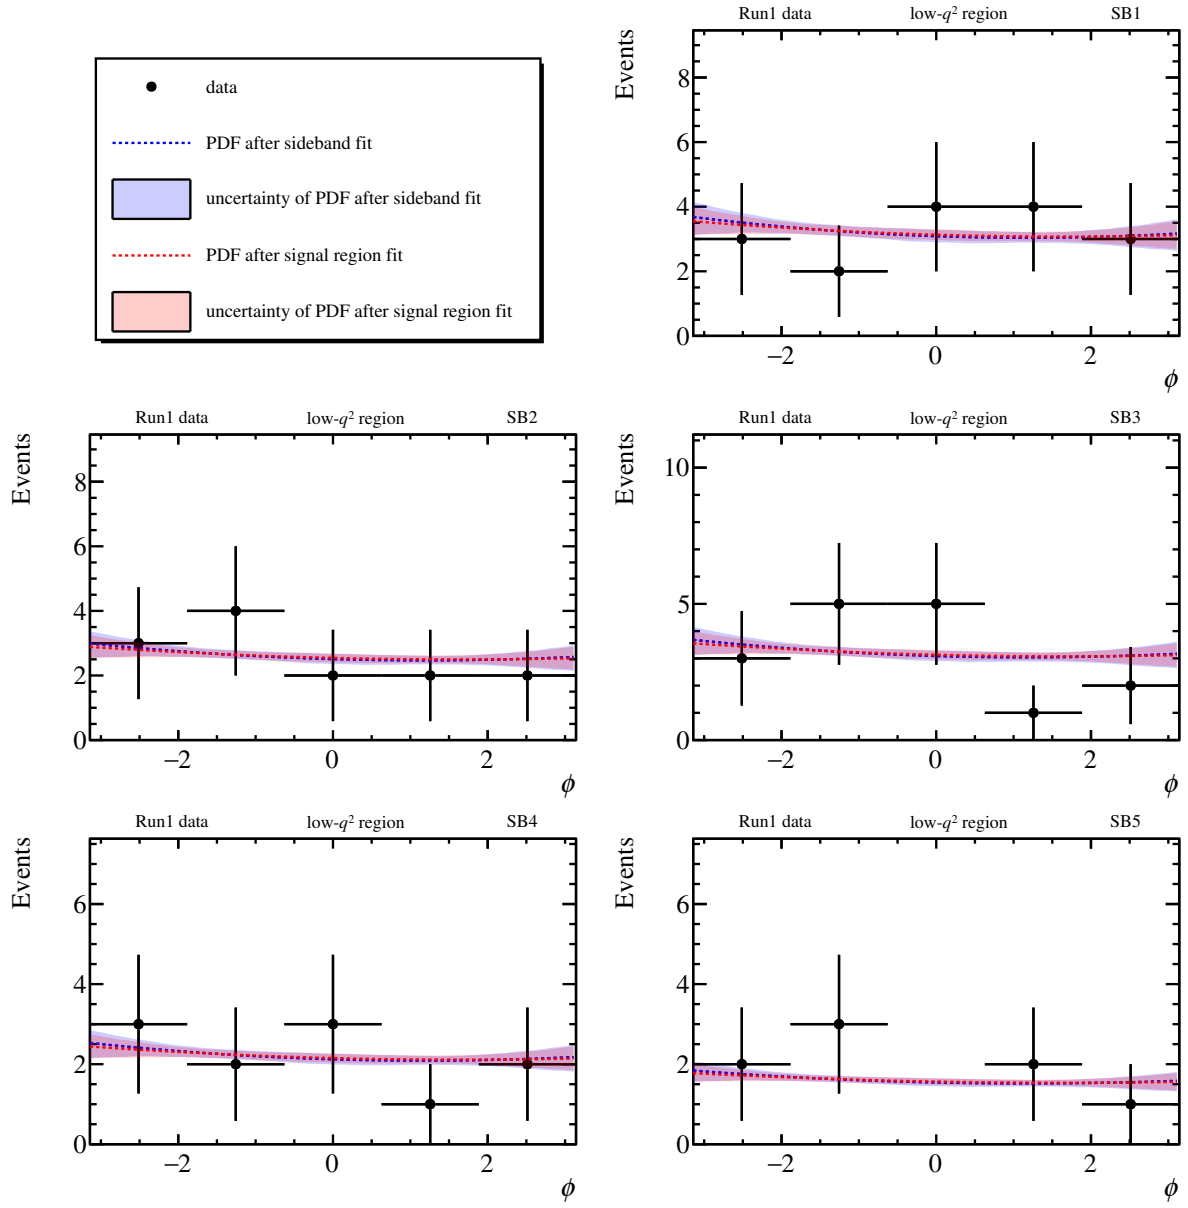 data
PDF after sideband fit
uncertainty of PDF after sideband fit
PDF after signal region fit
uncertainty of PDF after signal region fit
Run1 data low-q² region SB1
Events
8
6
4
2
0
−2 0 2
ϕ
Run1 data low-q² region SB2
Events
8
6
4
2
0
−2 0 2
ϕ
Run1 data low-q² region SB3
Events
10
5
0
−2 0 2
ϕ
Run1 data low-q² region SB4
Events
6
4
2
0
−2 0 2
ϕ
Run1 data low-q² region SB5
Events
6
4
2
0
−2 0 2
ϕ